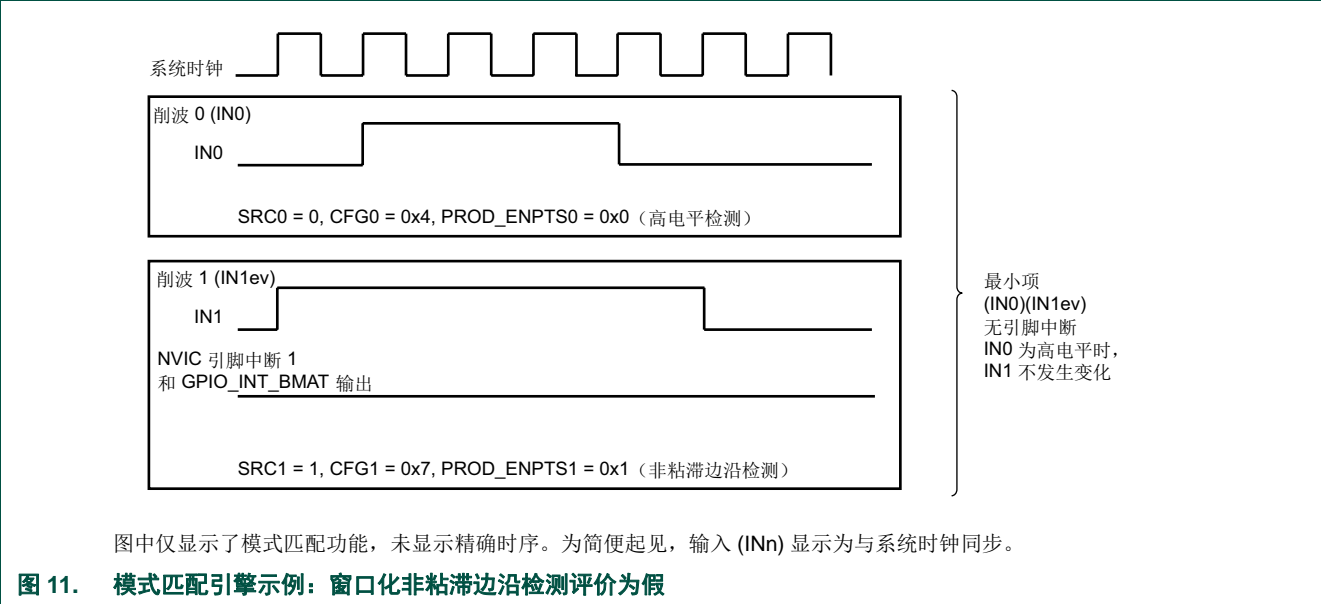 系统时钟
削波 0 (IN0)
IN0
SRC0 = 0, CFG0 = 0x4, PROD_ENPTS0 = 0x0（高电平检测）
削波 1 (IN1ev)
IN1
NVIC 引脚中断 1
和 GPIO_INT_BMAT 输出
SRC1 = 1, CFG1 = 0x7, PROD_ENPTS1 = 0x1（非粘滞边沿检测）
最小项
(IN0)(IN1ev)
无引脚中断
IN0 为高电平时，
IN1 不发生变化
图中仅显示了模式匹配功能，未显示精确时序。为简便起见，输入 (INn) 显示为与系统时钟同步。
图 11. 模式匹配引擎示例：窗口化非粘滞边沿检测评价为假